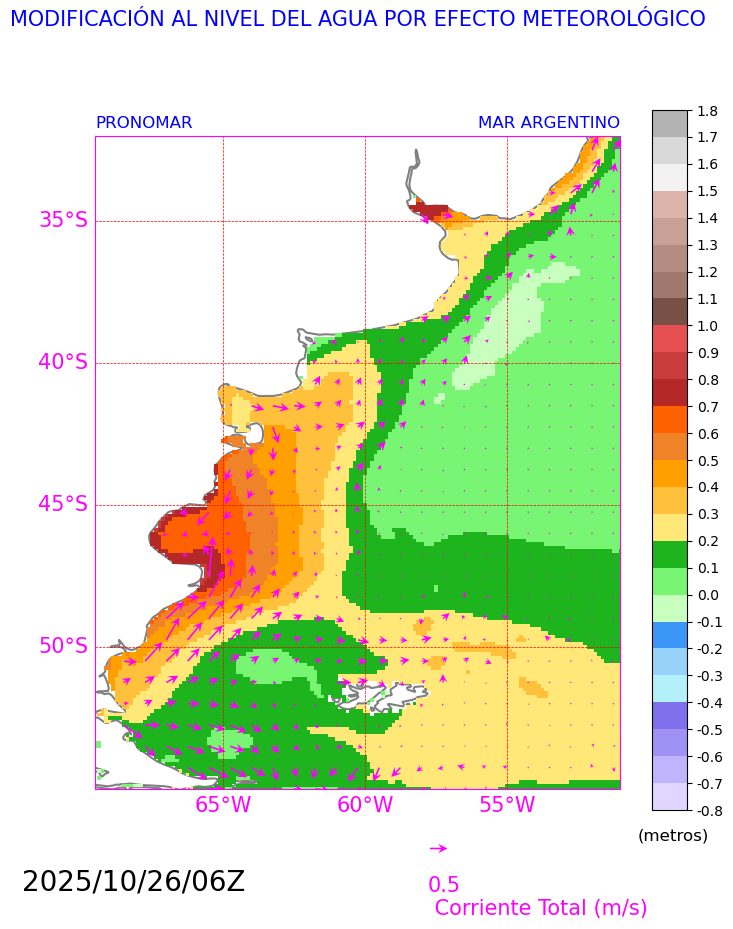 MODIFICACIÓN AL NIVEL DEL AGUA POR EFECTO METEOROLÓGICO
PRONOMAR
MAR ARGENTINO
35°S
40°S
45°S
50°S
65°W
60°W
55°W
1.8
1.7
1.6
1.5
1.4
1.3
1.2
1.1
1.0
0.9
0.8
0.7
0.6
0.5
0.4
0.3
0.2
0.1
0.0
-0.1
-0.2
-0.3
-0.4
-0.5
-0.6
-0.7
-0.8
(metros)
2025/10/26/06Z
0.5
Corriente Total (m/s)